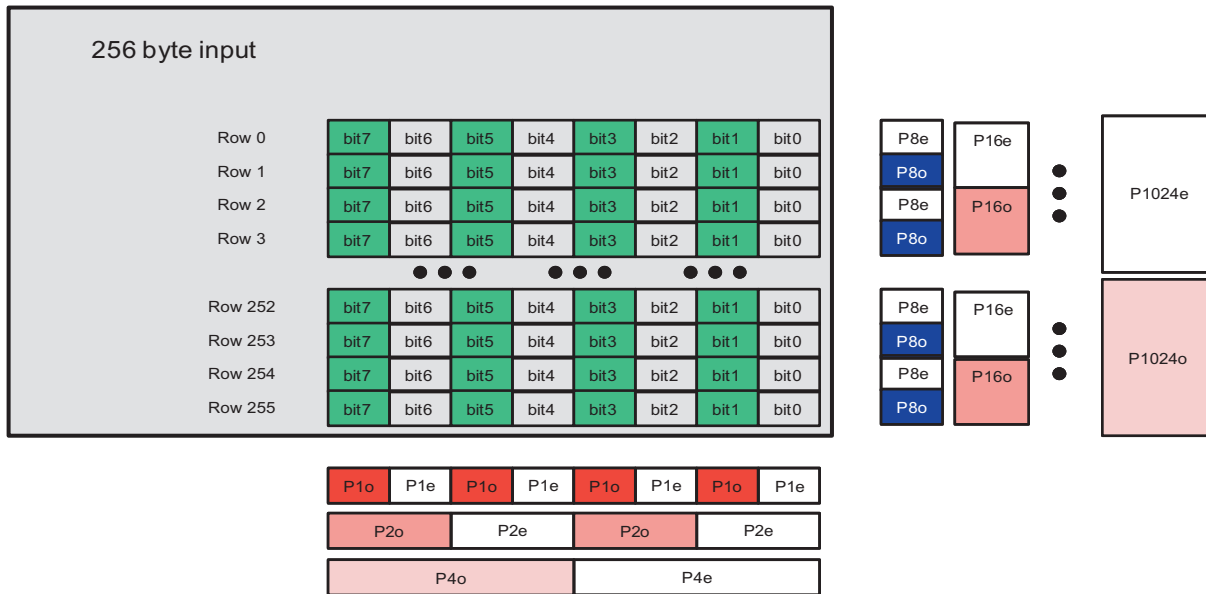 256 byte input
Row 0 bit7 bit6 bit5 bit4 bit3 bit2 bit1 bit0 P8e P16e
Row 1 bit7 bit6 bit5 bit4 bit3 bit2 bit1 bit0 P8o
Row 2 bit7 bit6 bit5 bit4 bit3 bit2 bit1 bit0 P8e P16o P1024e
Row 3 bit7 bit6 bit5 bit4 bit3 bit2 bit1 bit0 P8o
Row 252 bit7 bit6 bit5 bit4 bit3 bit2 bit1 bit0 P8e P16e
Row 253 bit7 bit6 bit5 bit4 bit3 bit2 bit1 bit0 P8o P1024o
Row 254 bit7 bit6 bit5 bit4 bit3 bit2 bit1 bit0 P8e P16o
Row 255 bit7 bit6 bit5 bit4 bit3 bit2 bit1 bit0 P8o
P1o P1e P1o P1e P1o P1e P1o P1e
P2o P2e P2o P2e
P4o P4e